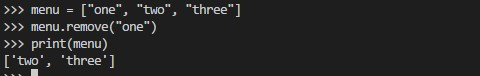 >>> menu = ["one", "two", "three"]
>>> menu.remove("one")
>>> print(menu)
['two', 'three']
>>>